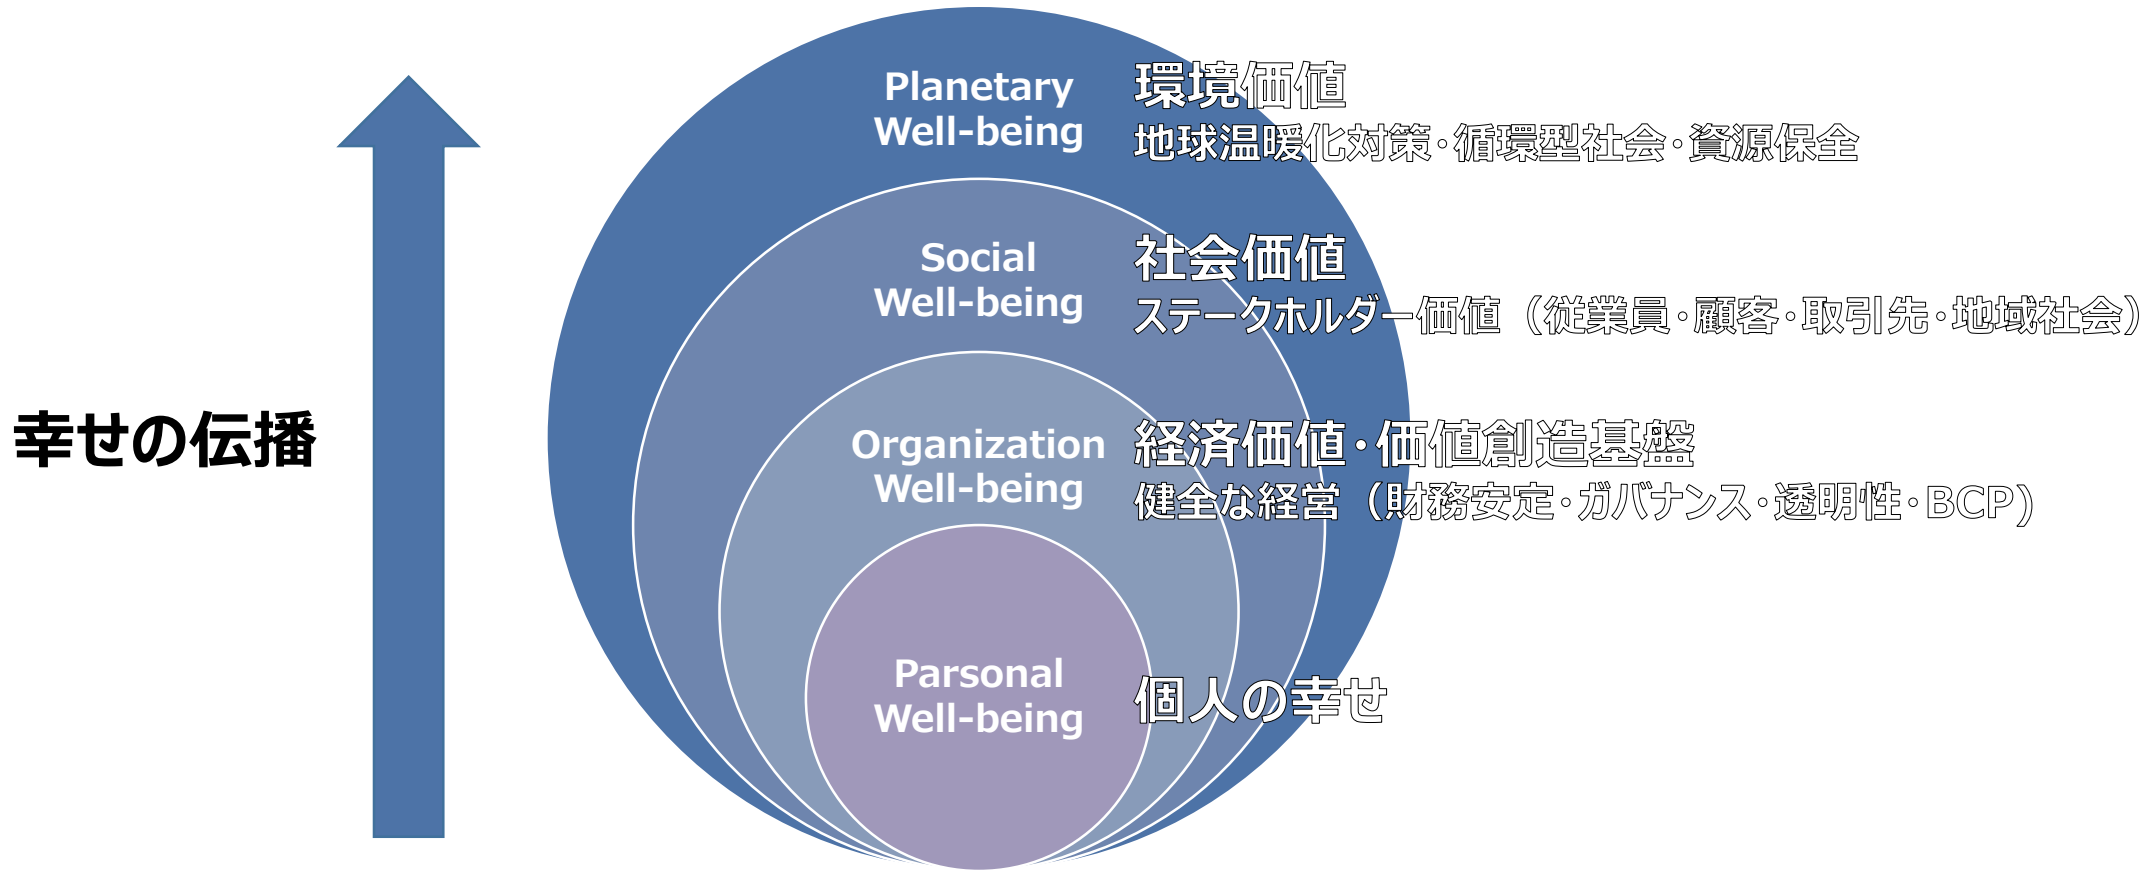 幸せの伝播
Planetary
Well-being
環境価値
地球温暖化対策・循環型社会・資源保全
Social
Well-being
社会価値
ステークホルダー価値（従業員・顧客・取引先・地域社会）
Organization
Well-being
経済価値・価値創造基盤
健全な経営（財務安定・ガバナンス・透明性・BCP)
Parsonal
Well-being
個人の幸せ